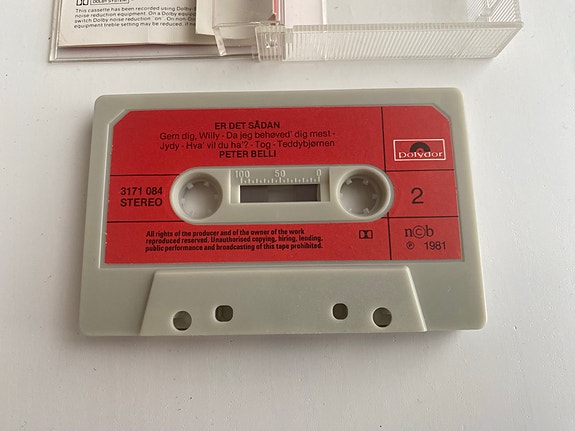 DOLBY SYSTEM
This cassette has been recorded using Dolby
noise reduction equipment. On a Dolby equip
switch Dolby noise reduction 'on'. On non-Do
equipment treble setting may be reduced, if
ER DET SÅDAN
Gem dig, Willy · Da jeg behøved' dig mest ·
Jydy · Hva' vil du ha'? · Tog · Teddybjørnen
PETER BELLI
polydor
100 50 0
3171 084
STEREO
2
All rights of the producer and of the owner of the work
reproduced reserved. Unauthorised copying, hiring, lending,
public performance and broadcasting of this tape prohibited.
n©b
℗ 1981